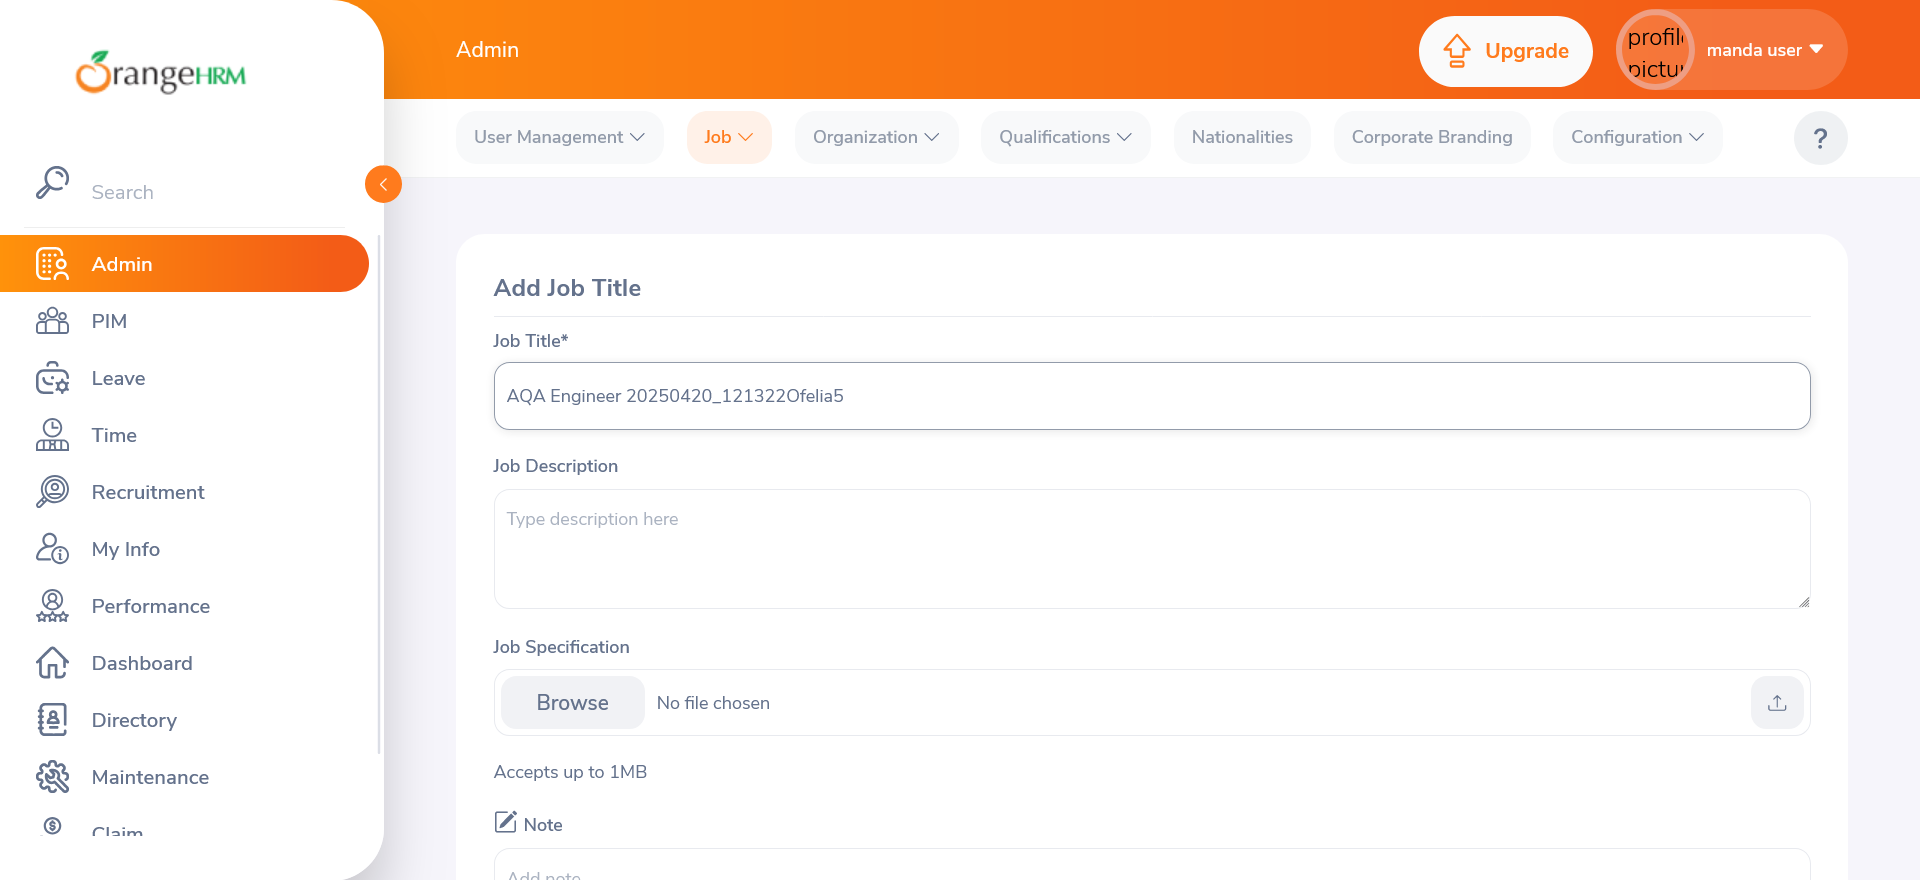 OrangeHRM
Admin
Upgrade
manda user
User Management
Job
Organization
Qualifications
Nationalities
Corporate Branding
Configuration
?
Search
Admin
PIM
Leave
Time
Recruitment
My Info
Performance
Dashboard
Directory
Maintenance
Claim
Add Job Title
Job Title*
AQA Engineer 20250420_121322Ofelia5
Job Description
Type description here
Job Specification
Browse
No file chosen
Accepts up to 1MB
Note
Add note